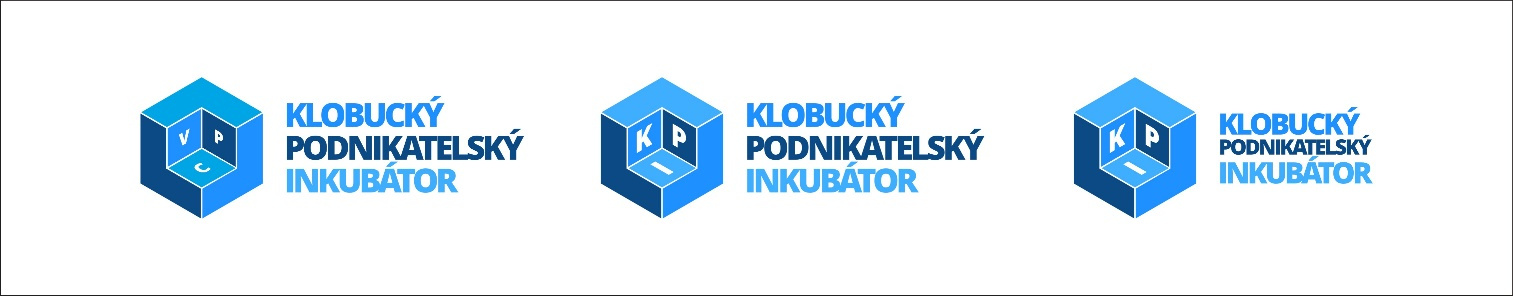 V P
C
KLOBUCKÝ
PODNIKATELSKÝ
INKUBÁTOR
K P
I
KLOBUCKÝ
PODNIKATELSKÝ
INKUBÁTOR
K P
I
KLOBUCKÝ
PODNIKATELSKÝ
INKUBÁTOR